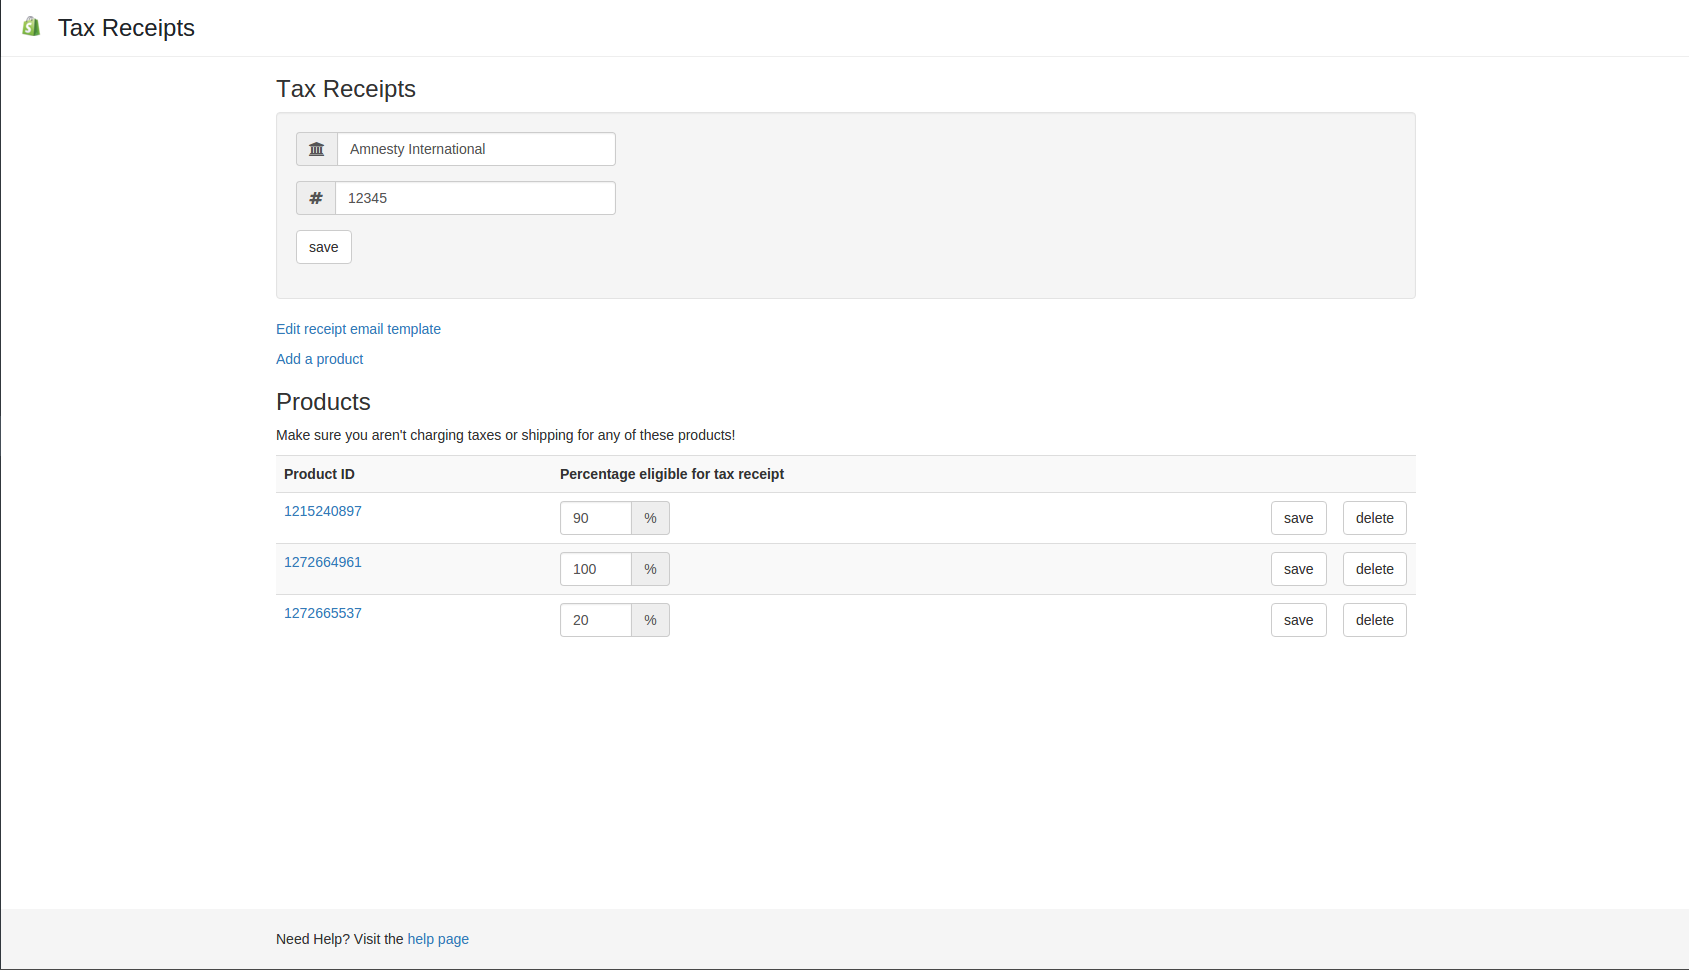 Tax Receipts
Tax Receipts
Amnesty International
# 12345
save
Edit receipt email template
Add a product
Products
Make sure you aren't charging taxes or shipping for any of these products!
Product ID Percentage eligible for tax receipt
1215240897 90 % save delete
1272664961 100 % save delete
1272665537 20 % save delete
Need Help? Visit the help page